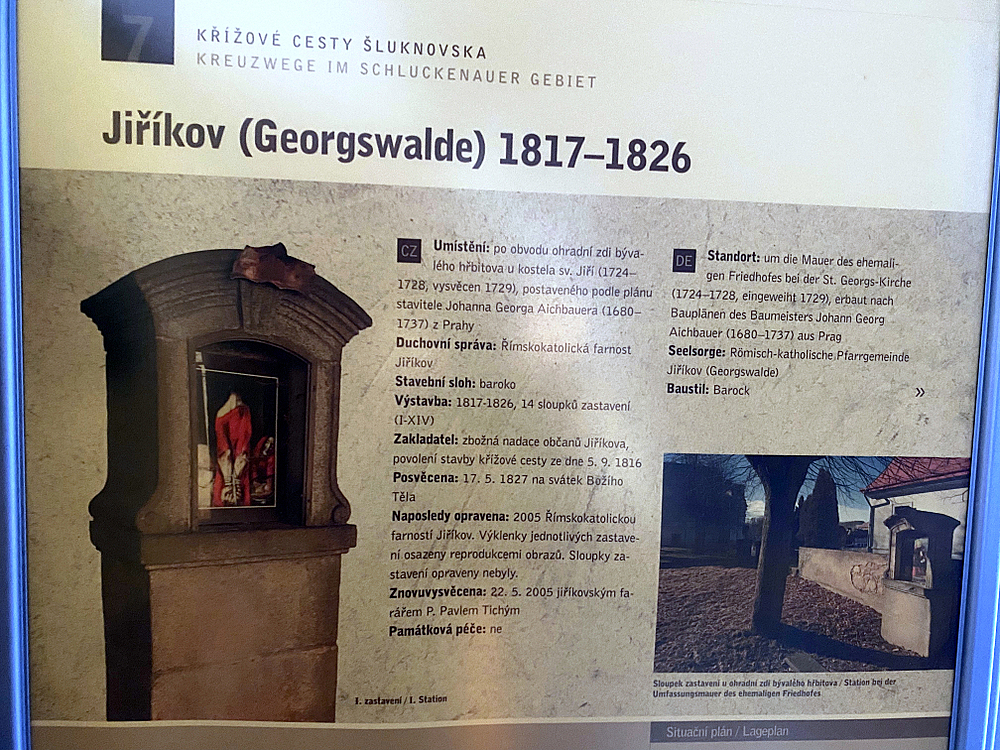 7
KŘÍŽOVÉ CESTY ŠLUKNOVSKA
KREUZWEGE IM SCHLUCKENAUER GEBIET
Jiříkov (Georgswalde) 1817–1826
CZ
Umístění: po obvodu ohradní zdi býva-
lého hřbitova u kostela sv. Jiří (1724–
1728, vysvěcen 1729), postaveného podle plánu
stavitele Johanna Georga Aichbauera (1680–
1737) z Prahy
Duchovní správa: Římskokatolická farnost
Jiříkov
Stavební sloh: baroko
Výstavba: 1817-1826, 14 sloupků zastavení
(I-XIV)
Zakladatel: zbožná nadace občanů Jiříkova,
povolení stavby křížové cesty ze dne 5. 9. 1816
Posvěcena: 17. 5. 1827 na svátek Božího
Těla
Naposledy opravena: 2005 Římskokatolickou
farností Jiříkov. Výklenky jednotlivých zastave-
ní osazeny reprodukcemi obrazů. Sloupky za-
stavení opraveny nebyly.
Znovuvysvěcena: 22. 5. 2005 jiříkovským fa-
rářem P. Pavlem Tichým
Památková péče: ne
I. zastavení / I. Station
DE
Standort: um die Mauer des ehemali-
gen Friedhofes bei der St. Georgs-Kirche
(1724–1728, eingeweiht 1729), erbaut nach
Bauplänen des Baumeisters Johann Georg
Aichbauer (1680–1737) aus Prag
Seelsorge: Römisch-katholische Pfarrgemeinde
Jiříkov (Georgswalde)
Baustil: Barock
»
Sloupek zastavení u ohradní zdi bývalého hřbitova / Station bei der
Umfassungsmauer des ehemaligen Friedhofes
Situační plán / Lageplan